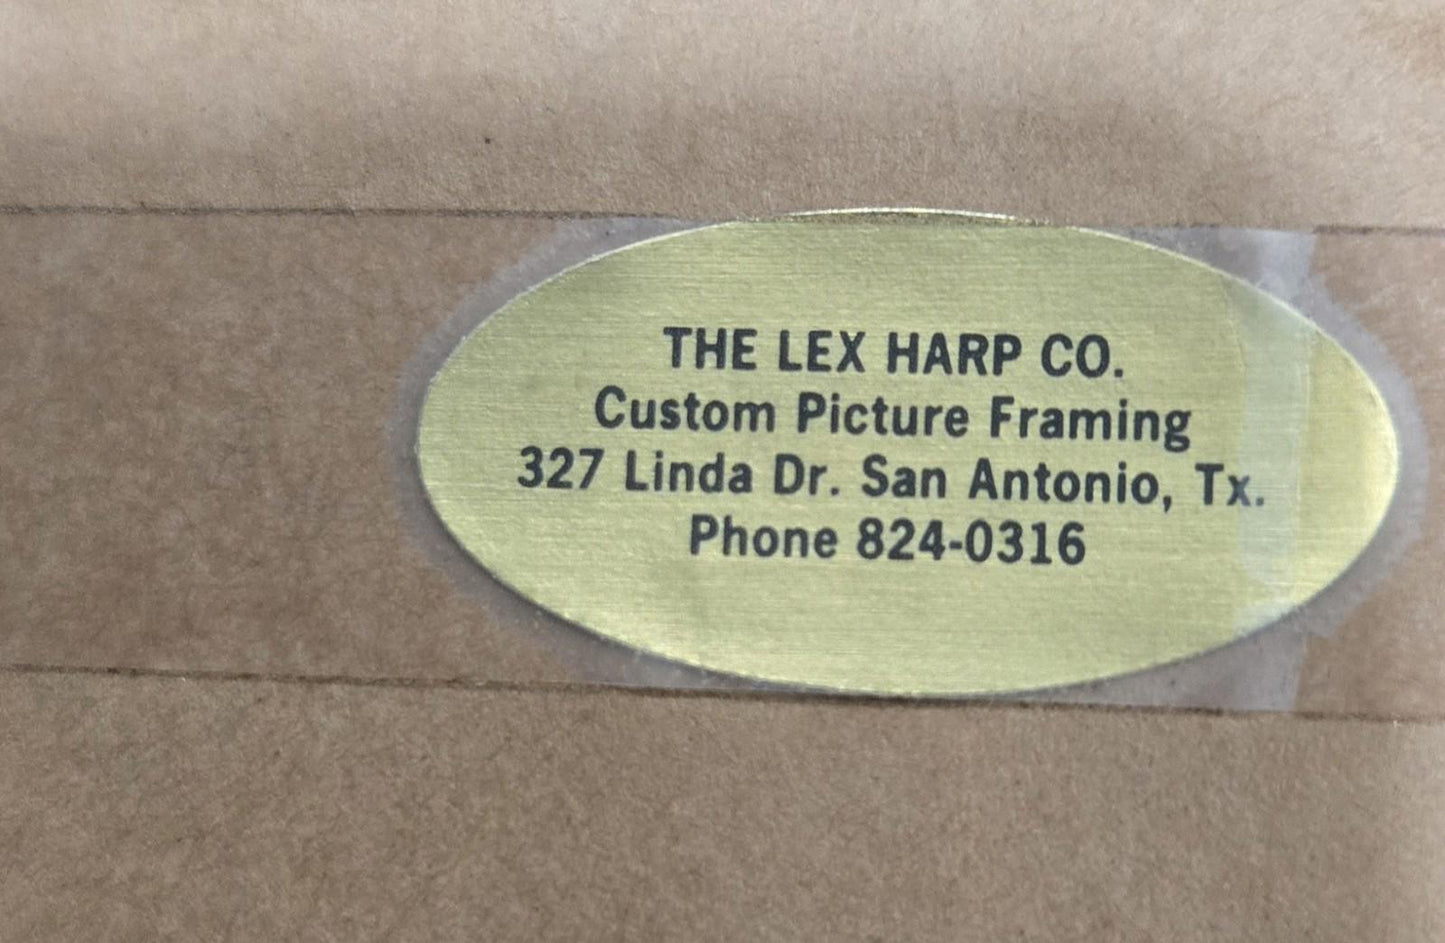 THE LEX HARP CO.
Custom Picture Framing
327 Linda Dr. San Antonio, Tx.
Phone 824-0316